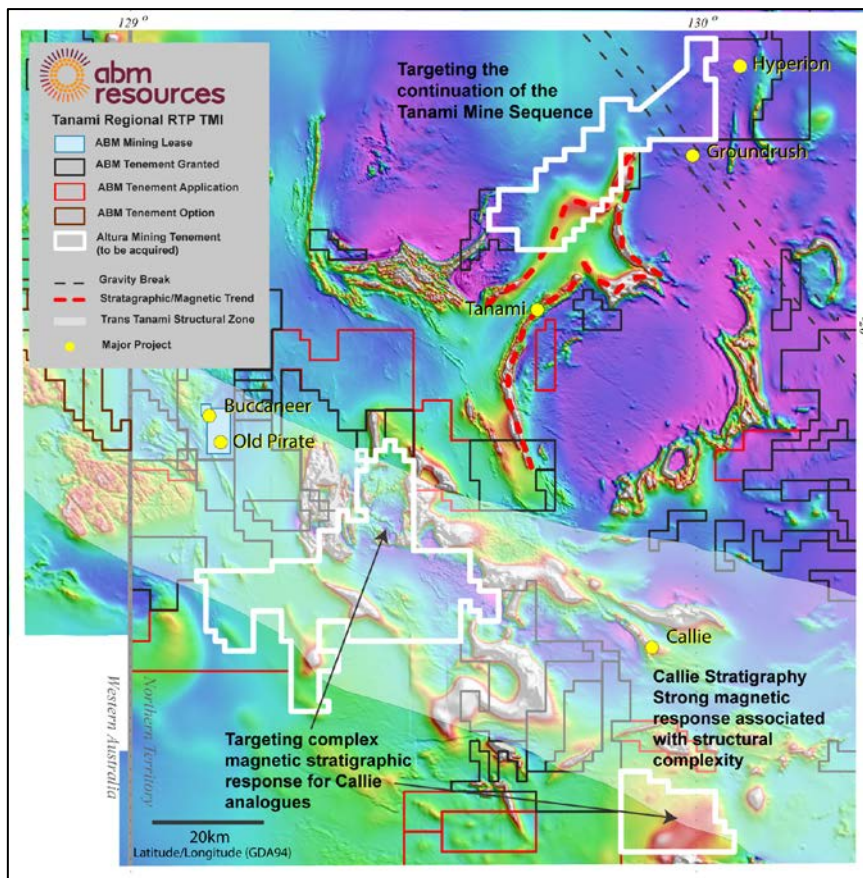 129 °
130 °
abm
resources
Tanami Regional RTP TMI
ABM Mining Lease
ABM Tenement Granted
ABM Tenement Application
ABM Tenement Option
Altura Mining Tenement
(to be acquired)
Gravity Break
Stratagraphic/Magnetic Trend
Trans Tanami Structural Zone
Major Project
Targeting the
continuation of the
Tanami Mine Sequence
Hyperion
Groundrush
Tanami
Buccaneer
Old Pirate
Callie
Callie Stratigraphy
Strong magnetic
response associated
with structural
complexity
Western Australia
Northern Territory
Targeting complex
magnetic stratigraphic
response for Callie
analogues
20km
Latitude/Longitude (GDA94)